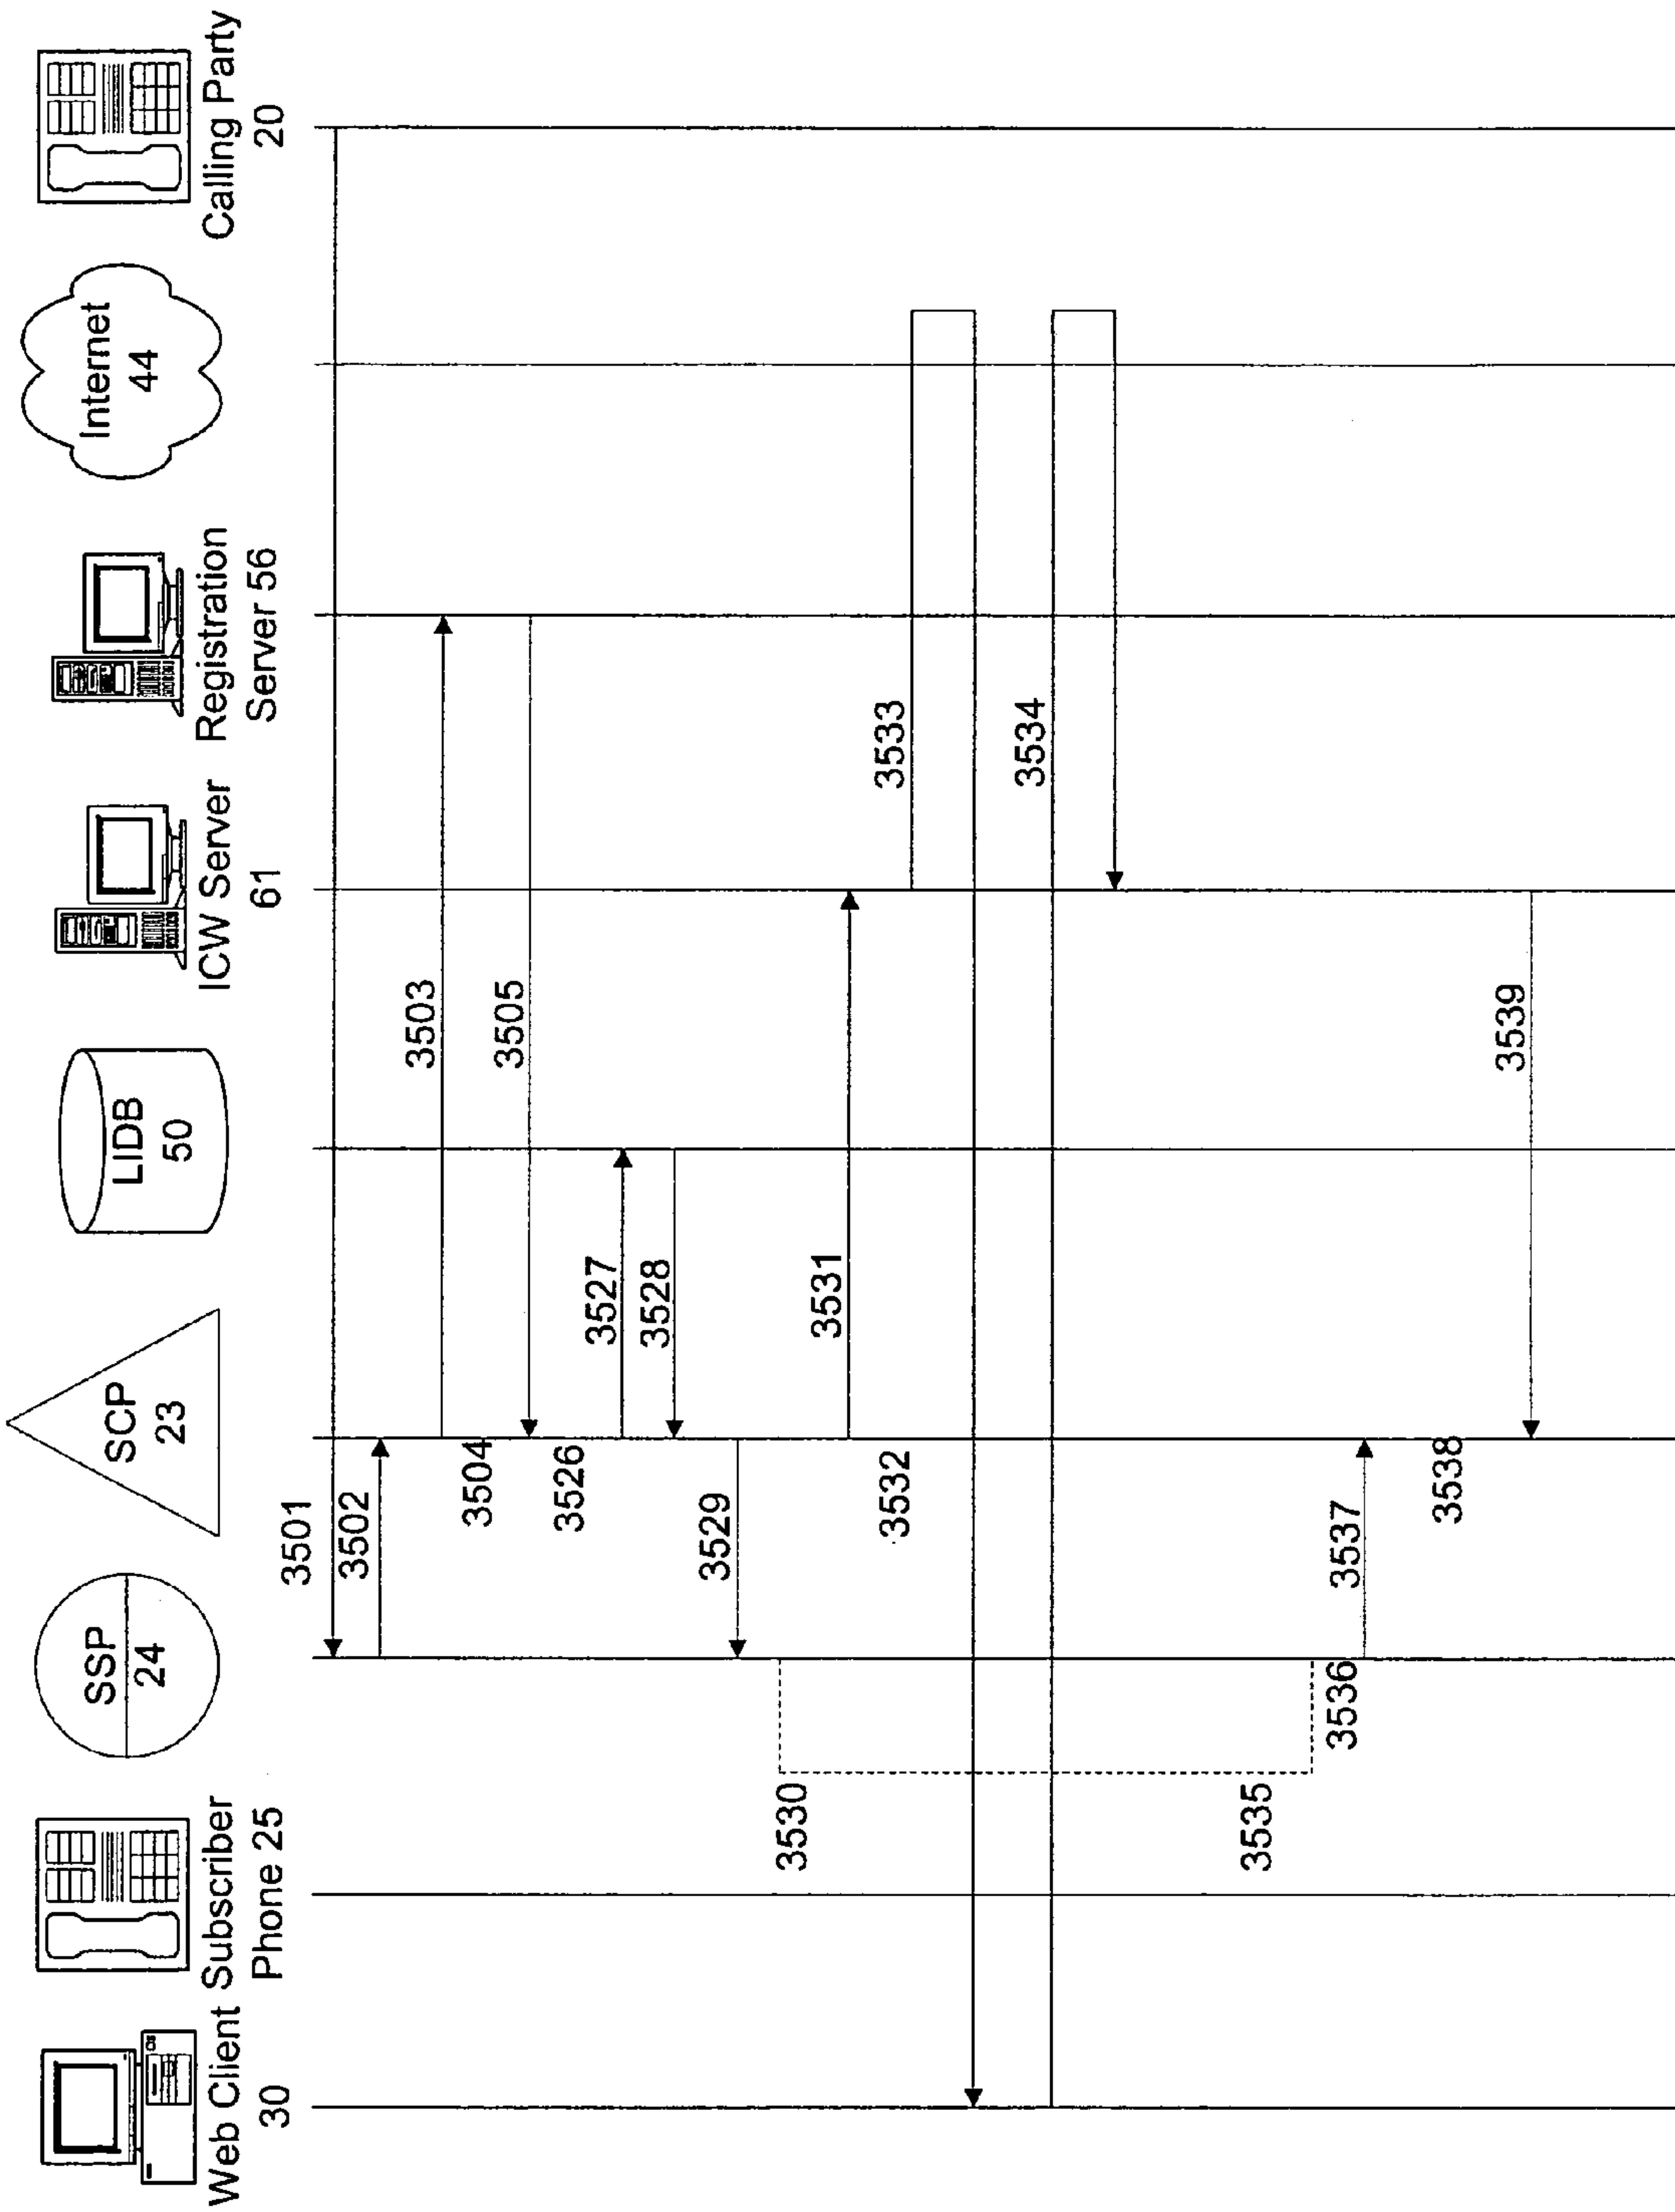 Web Client
30
Subscriber
Phone 25
SSP
24
SCP
23
LIDB
50
ICW Server
61
Registration
Server 56
Internet
44
Calling Party
20
3501
3502
3503
3504
3505
3526
3527
3528
3529
3530
3531
3532
3533
3534
3535
3536
3537
3538
3539